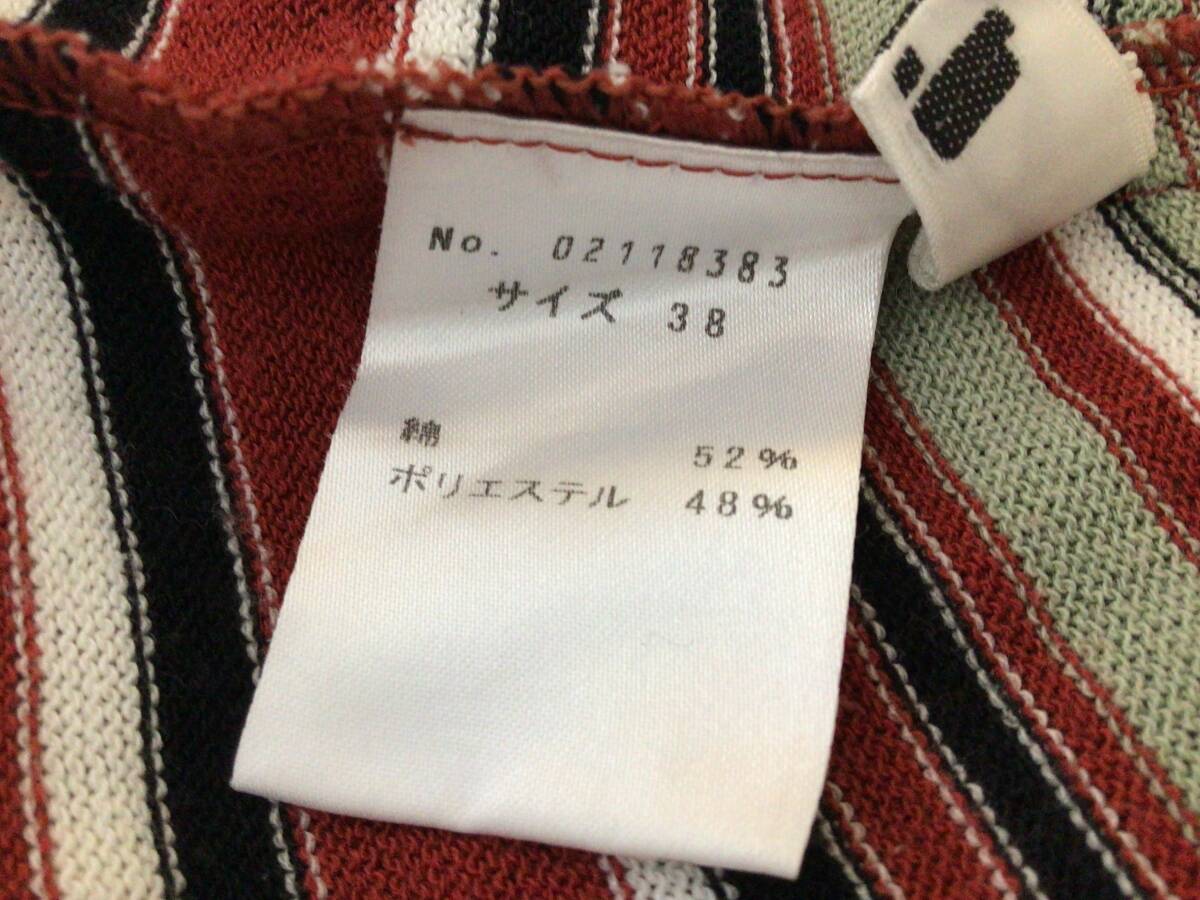 No. 02118383
サイズ 38
綿 52%
ポリエステル 48%